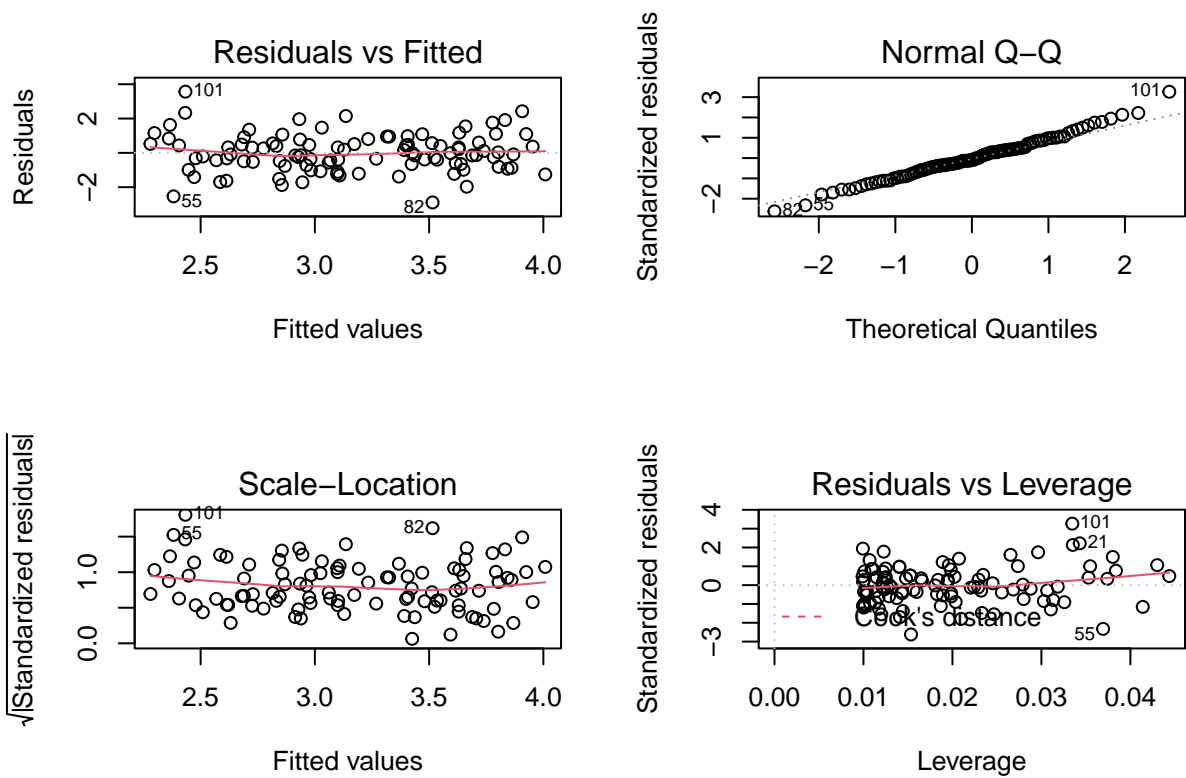 Residuals vs Fitted
Residuals
2
−2
101
55
82
2.5 3.0 3.5 4.0
Fitted values
Normal Q−Q
Standardized residuals
3
1
−2
101
82
55
−2 −1 0 1 2
Theoretical Quantiles
Scale−Location
√|Standardized residuals|
1.0
0.0
101
55
82
2.5 3.0 3.5 4.0
Fitted values
Residuals vs Leverage
Standardized residuals
4
2
0
−3
101
21
Cook's distance
55
0.00 0.01 0.02 0.03 0.04
Leverage